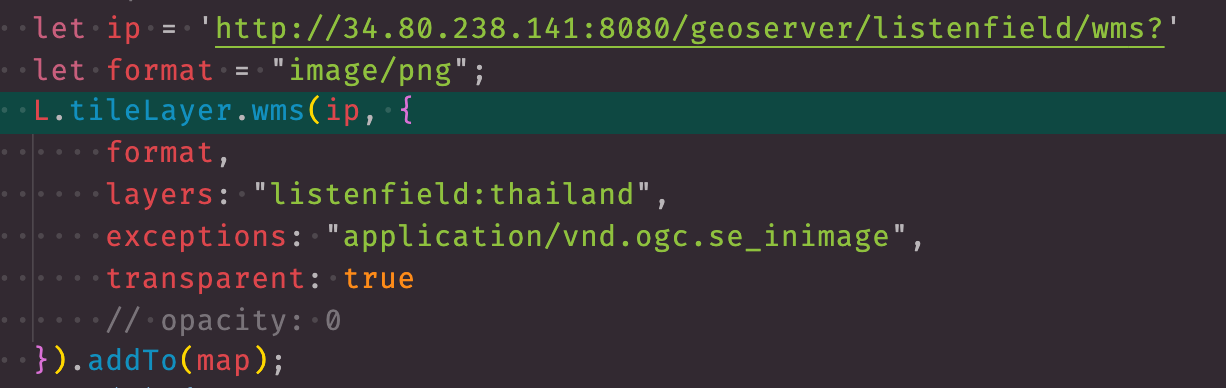 let ip = 'http://34.80.238.141:8080/geoserver/listenfield/wms?'
let format = "image/png";
L.tileLayer.wms(ip, {
format,
layers: "listenfield:thailand",
exceptions: "application/vnd.ogc.se_inimage",
transparent: true
// opacity: 0
}).addTo(map);